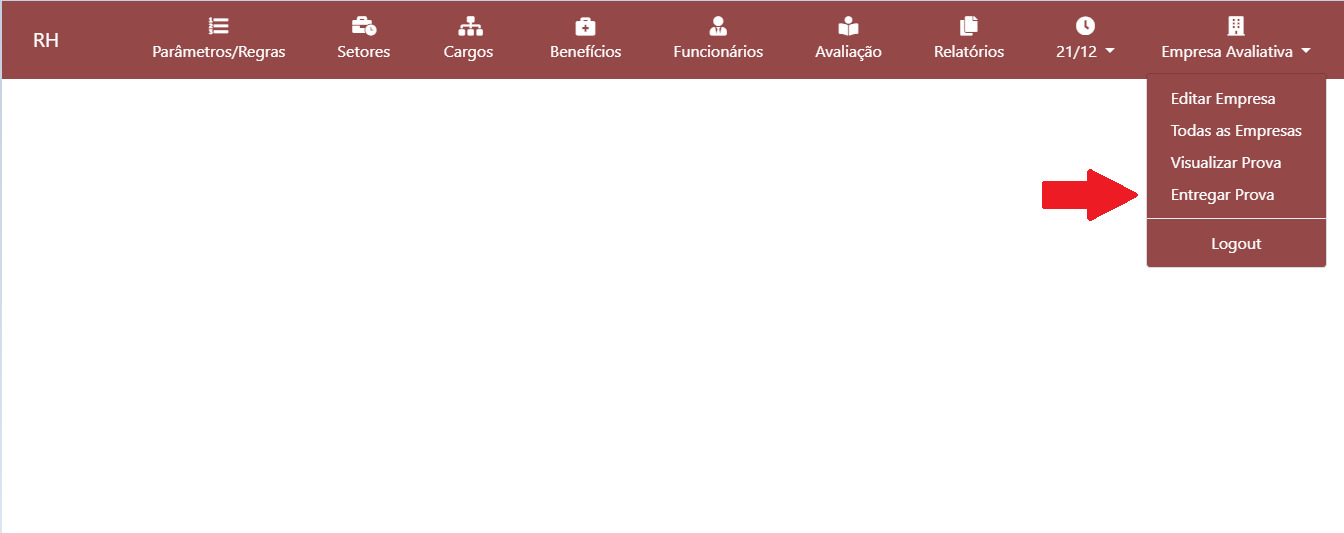 RH
Parâmetros/Regras
Setores
Cargos
Benefícios
Funcionários
Avaliação
Relatórios
21/12
Empresa Avaliativa
Editar Empresa
Todas as Empresas
Visualizar Prova
Entregar Prova
Logout